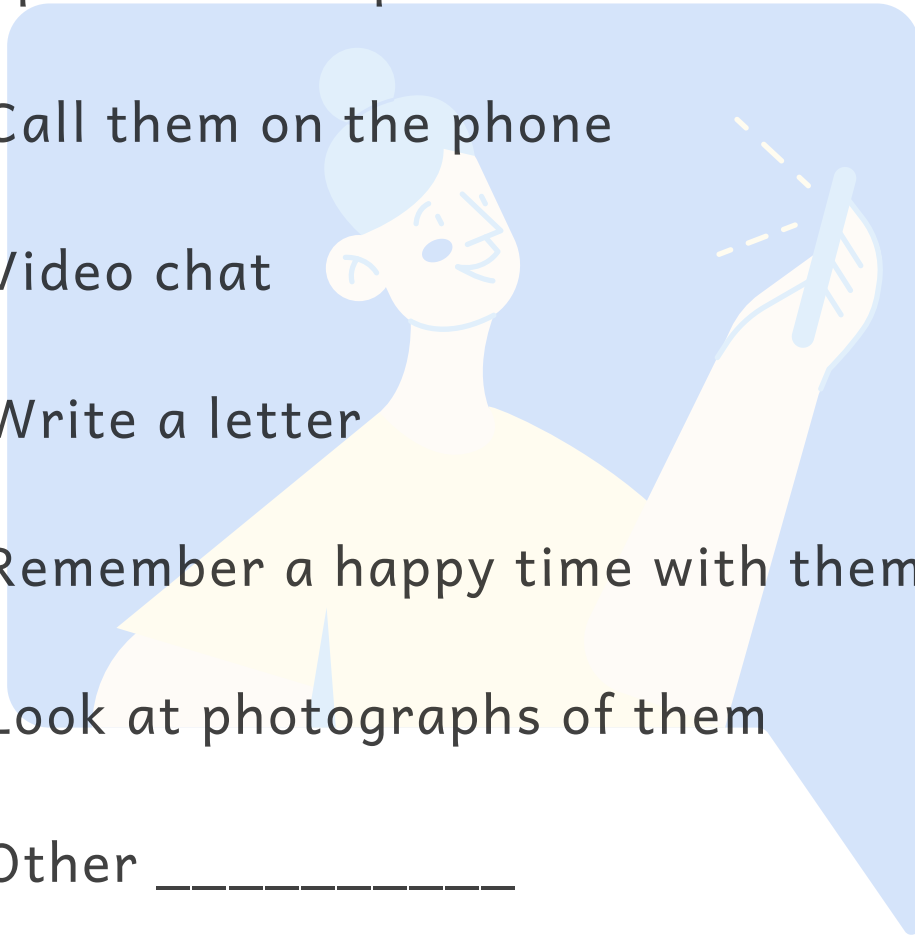 Call them on the phone
Video chat
Write a letter
Remember a happy time with them
Look at photographs of them
Other __________